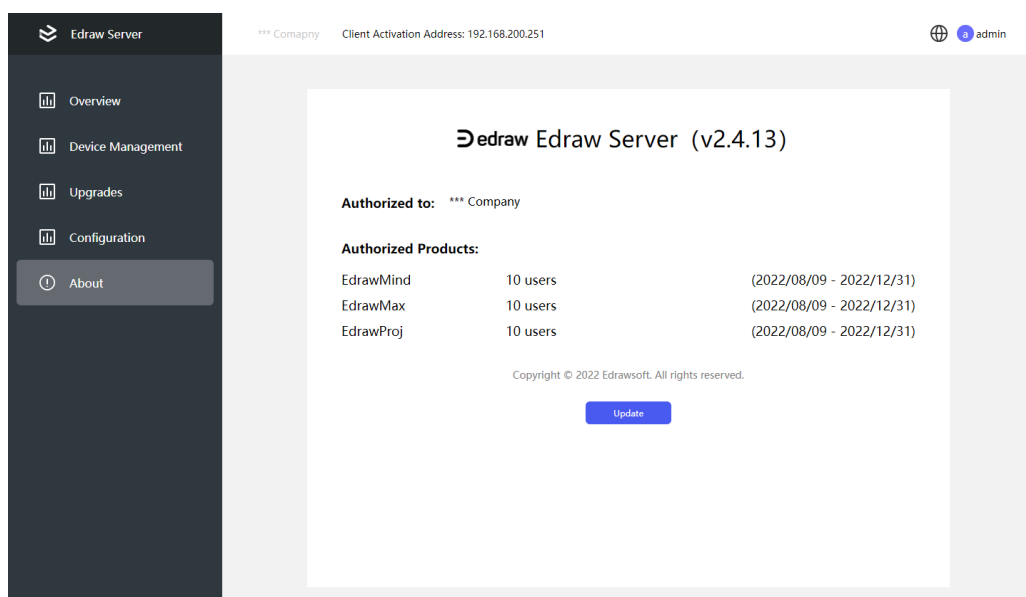 Edraw Server
*** Comapny Client Activation Address: 192.168.200.251
a admin
Overview
Device Management
Upgrades
Configuration
About
edraw Edraw Server (v2.4.13)
Authorized to: *** Company
Authorized Products:
EdrawMind 10 users (2022/08/09 - 2022/12/31)
EdrawMax 10 users (2022/08/09 - 2022/12/31)
EdrawProj 10 users (2022/08/09 - 2022/12/31)
Copyright © 2022 Edrawsoft. All rights reserved.
Update